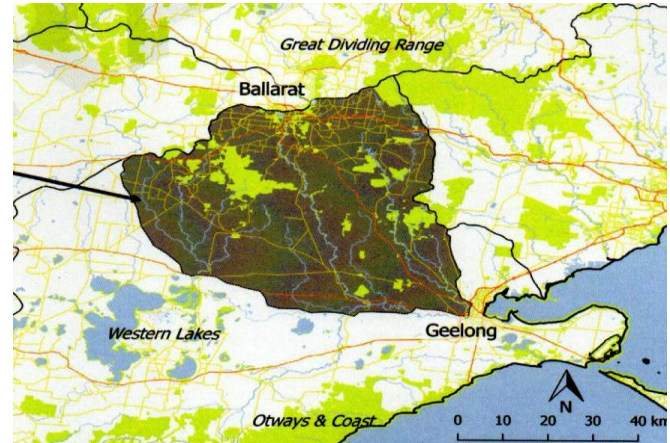 Great Dividing Range
Ballarat
Western Lakes
Geelong
Otways & Coast
N
0 10 20 30 40 km